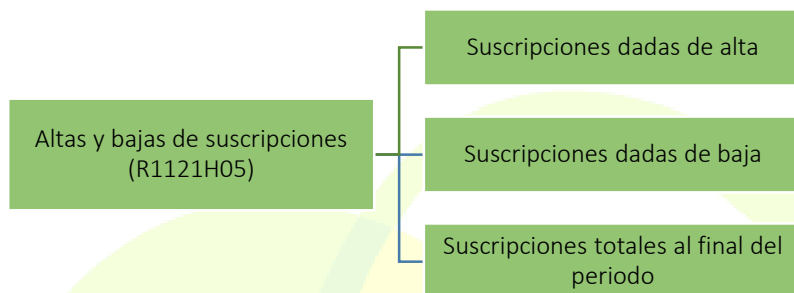 Suscripciones dadas de alta
Altas y bajas de suscripciones
(R1121H05)
Suscripciones dadas de baja
Suscripciones totales al final del
periodo